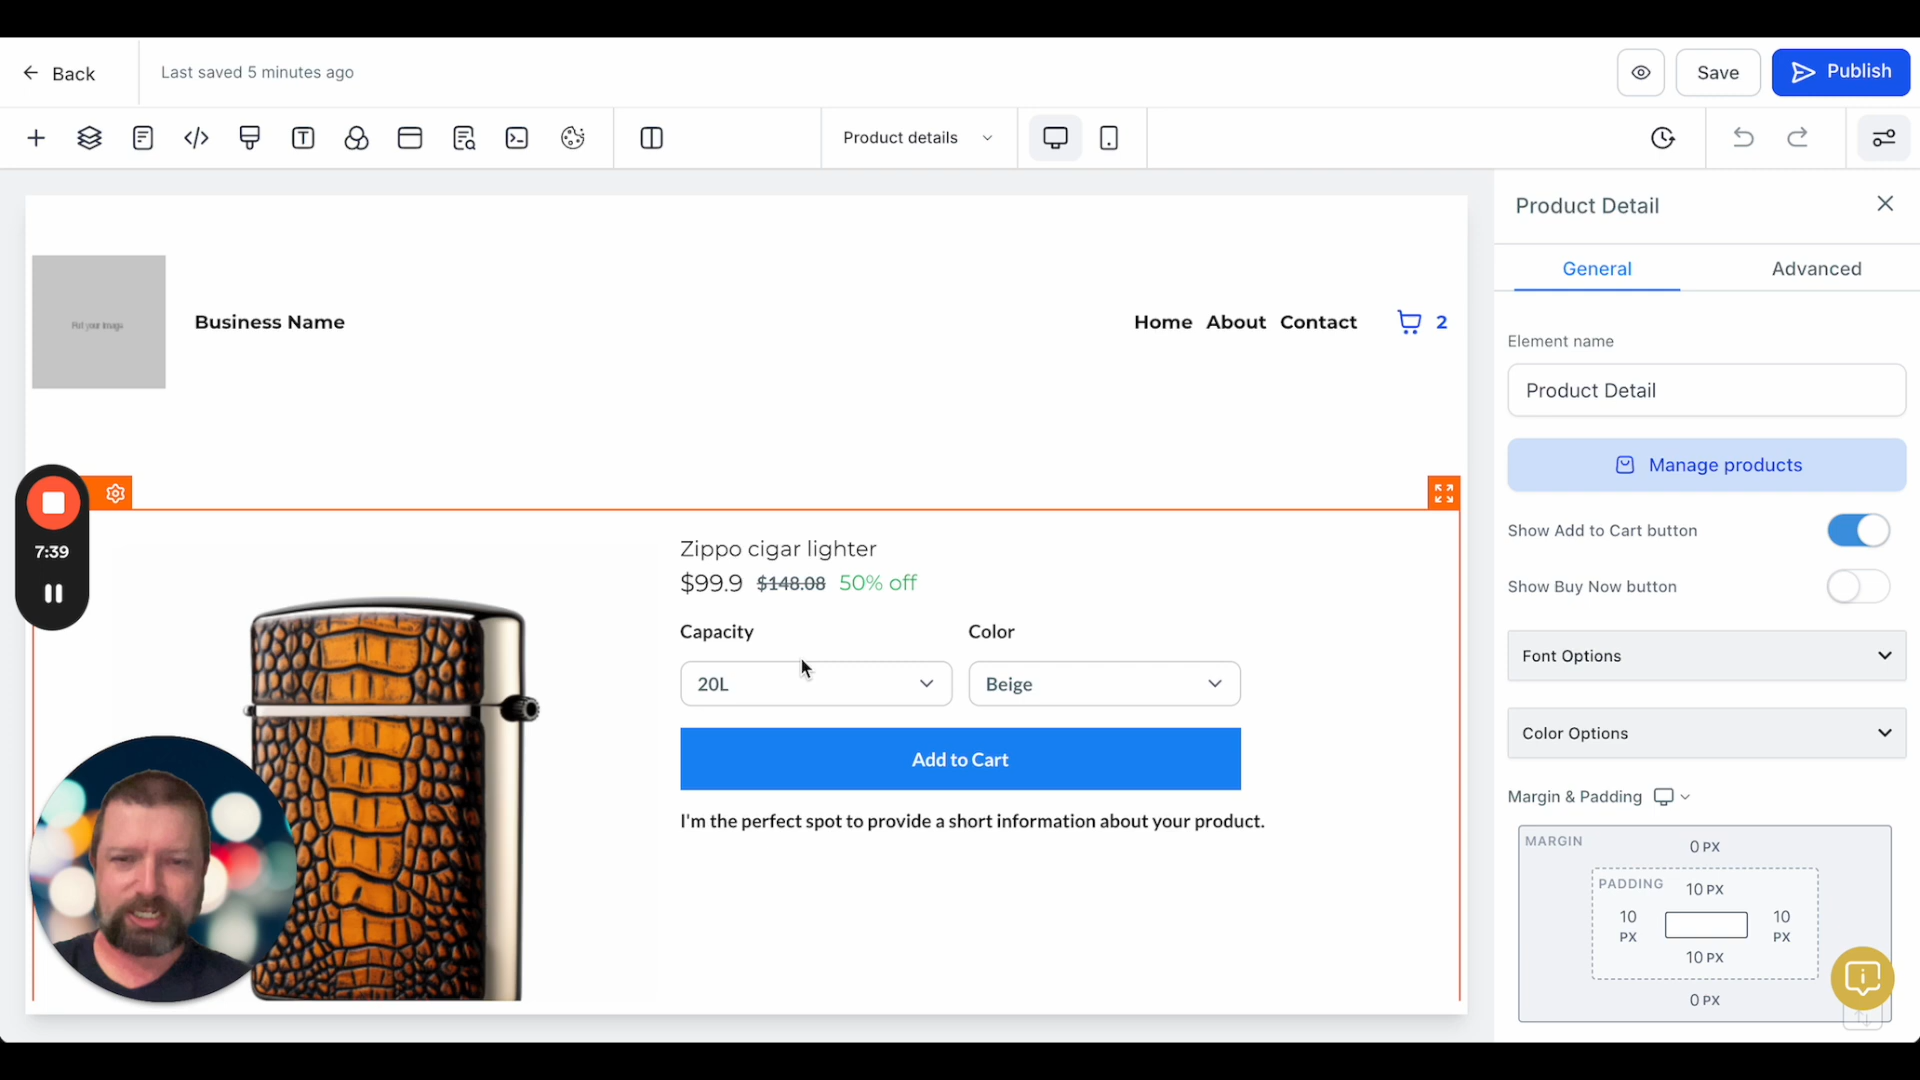 Back
Last saved 5 minutes ago
Save
Publish
Product details
Product Detail
General
Advanced
Put your image
Business Name
Home About Contact
2
Element name
Product Detail
Manage products
Show Add to Cart button
Show Buy Now button
Font Options
Color Options
Margin & Padding
MARGIN
0 PX
PADDING
10 PX
10 PX
10 PX
10 PX
0 PX
7:39
Zippo cigar lighter
$99.9 $148.08 50% off
Capacity
Color
20L
Beige
Add to Cart
I'm the perfect spot to provide a short information about your product.